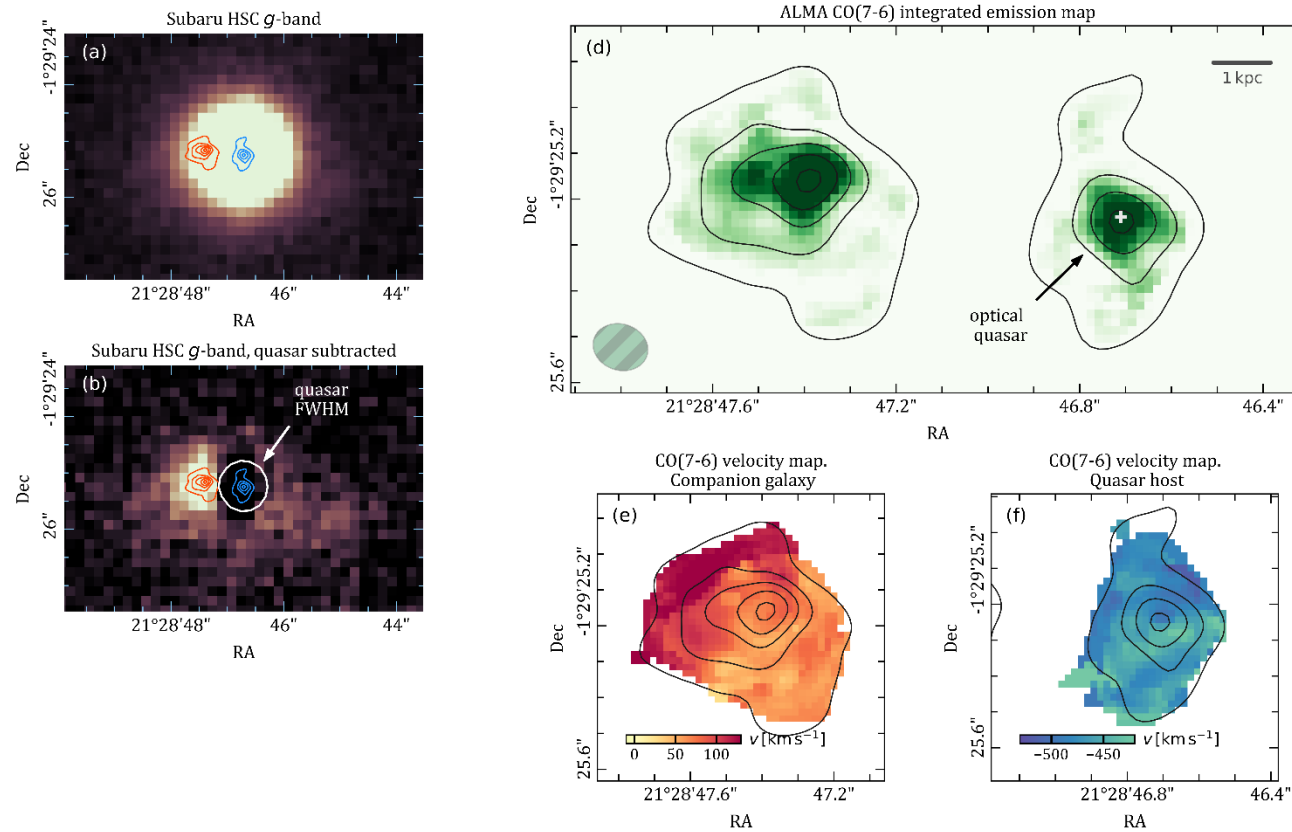 Subaru HSC g-band
(a)
-1°29'24"
26"
Dec
21°28'48"
46"
44"
RA
Subaru HSC g-band, quasar subtracted
(b)
quasar
FWHM
-1°29'24"
26"
Dec
21°28'48"
46"
44"
RA
ALMA CO(7-6) integrated emission map
(d)
1 kpc
-1°29'25.2"
25.6"
Dec
optical
quasar
21°28'47.6"
47.2"
46.8"
46.4"
RA
CO(7-6) velocity map.
Companion galaxy
(e)
-1°29'25.2"
25.6"
Dec
v [km s⁻¹]
0
50
100
21°28'47.6"
47.2"
RA
CO(7-6) velocity map.
Quasar host
(f)
-1°29'25.2"
25.6"
Dec
v [km s⁻¹]
−500
−450
21°28'46.8"
46.4"
RA